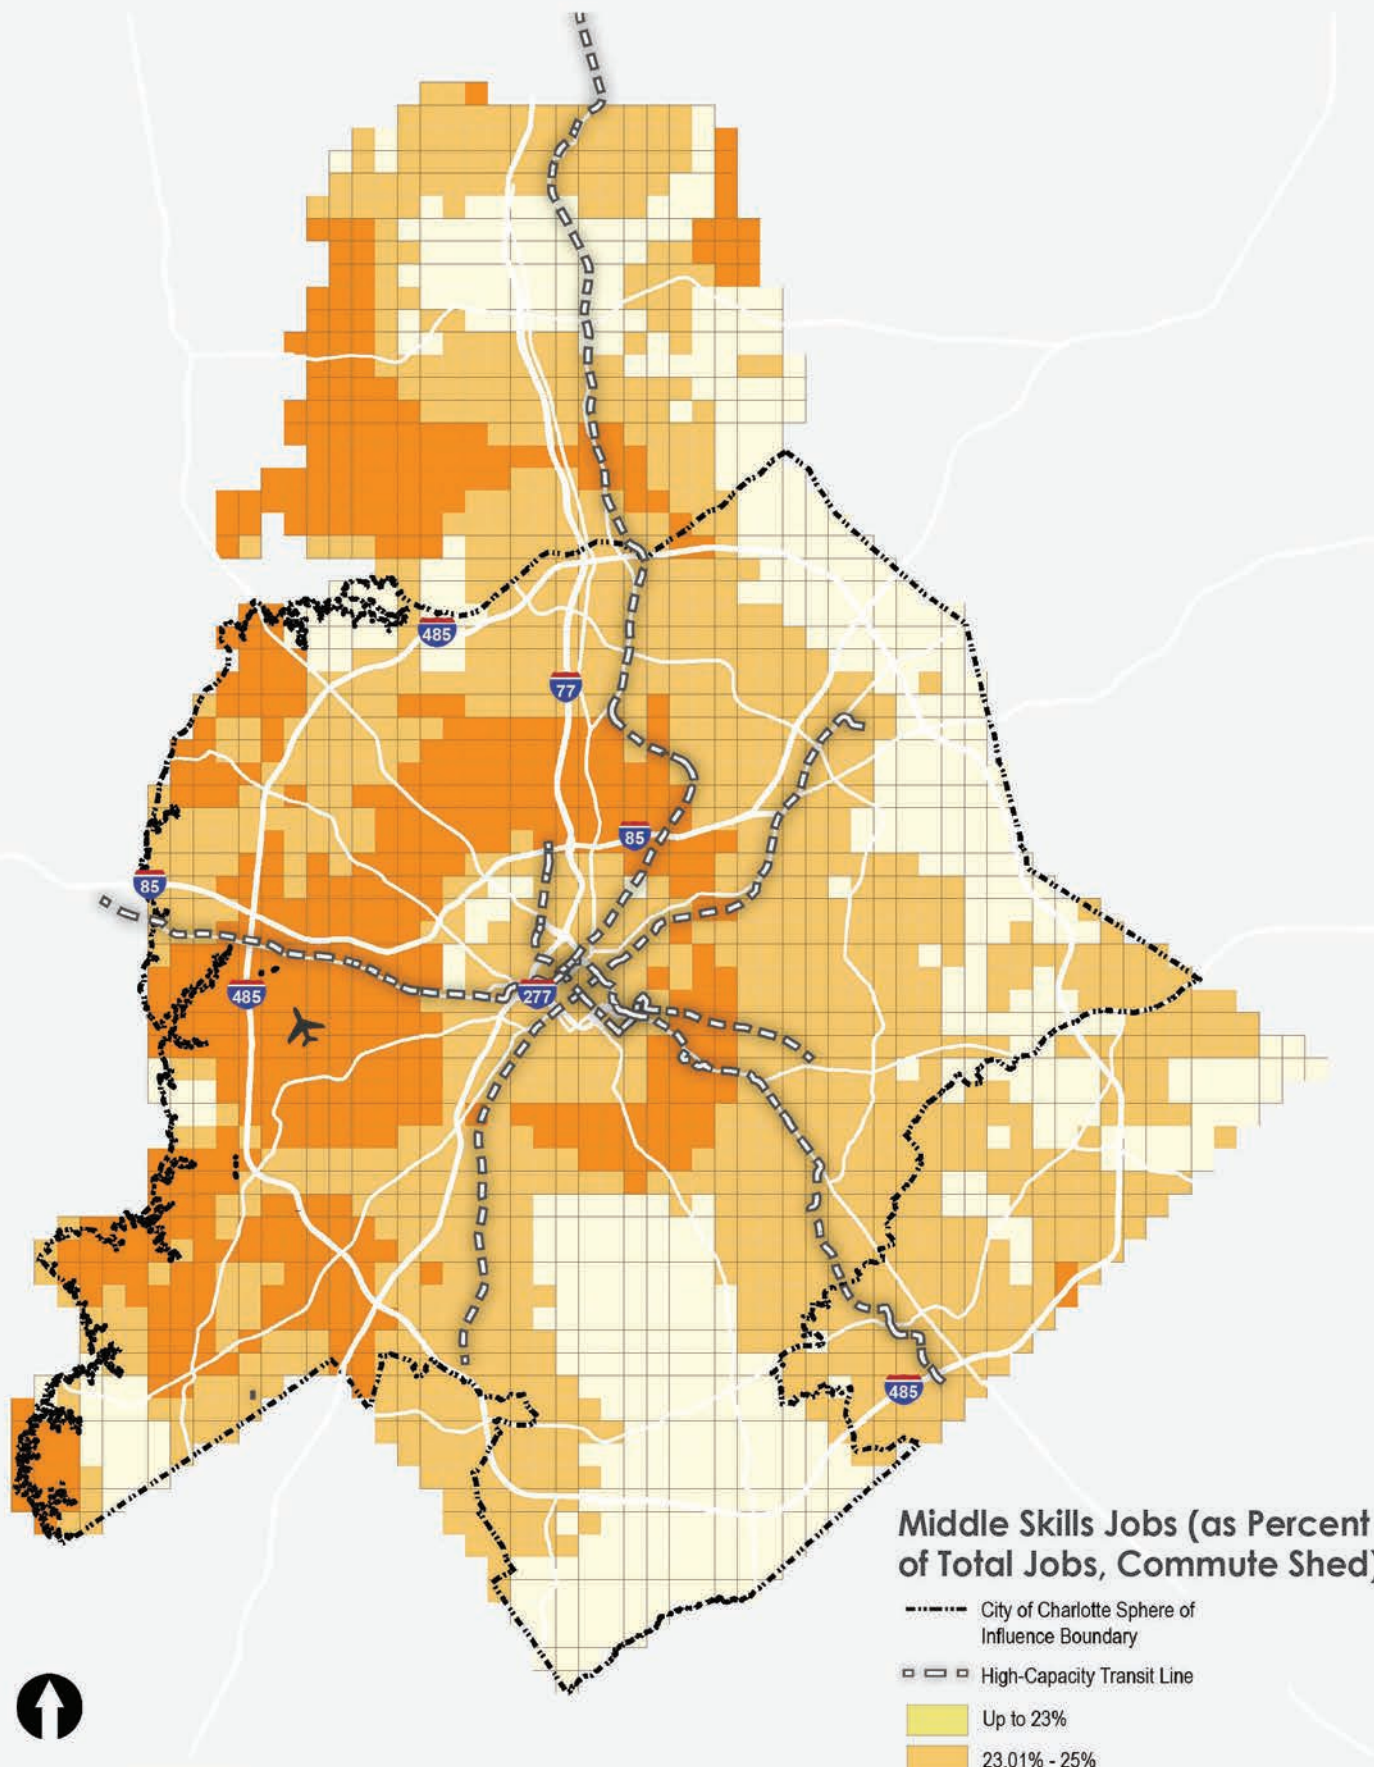 485
77
85
85
485
277
485
Middle Skills Jobs (as Percent
of Total Jobs, Commute Shed)
City of Charlotte Sphere of
Influence Boundary
High-Capacity Transit Line
Up to 23%
23.01% - 25%